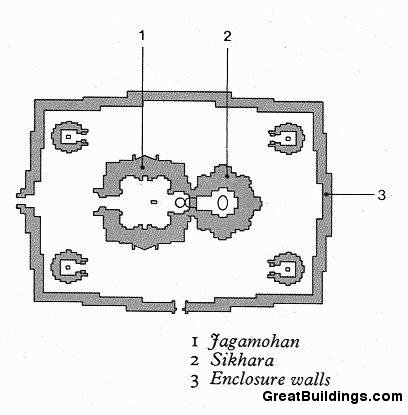 1 2
3
1 Jagamohan
2 Sikhara
3 Enclosure walls
GreatBuildings.com